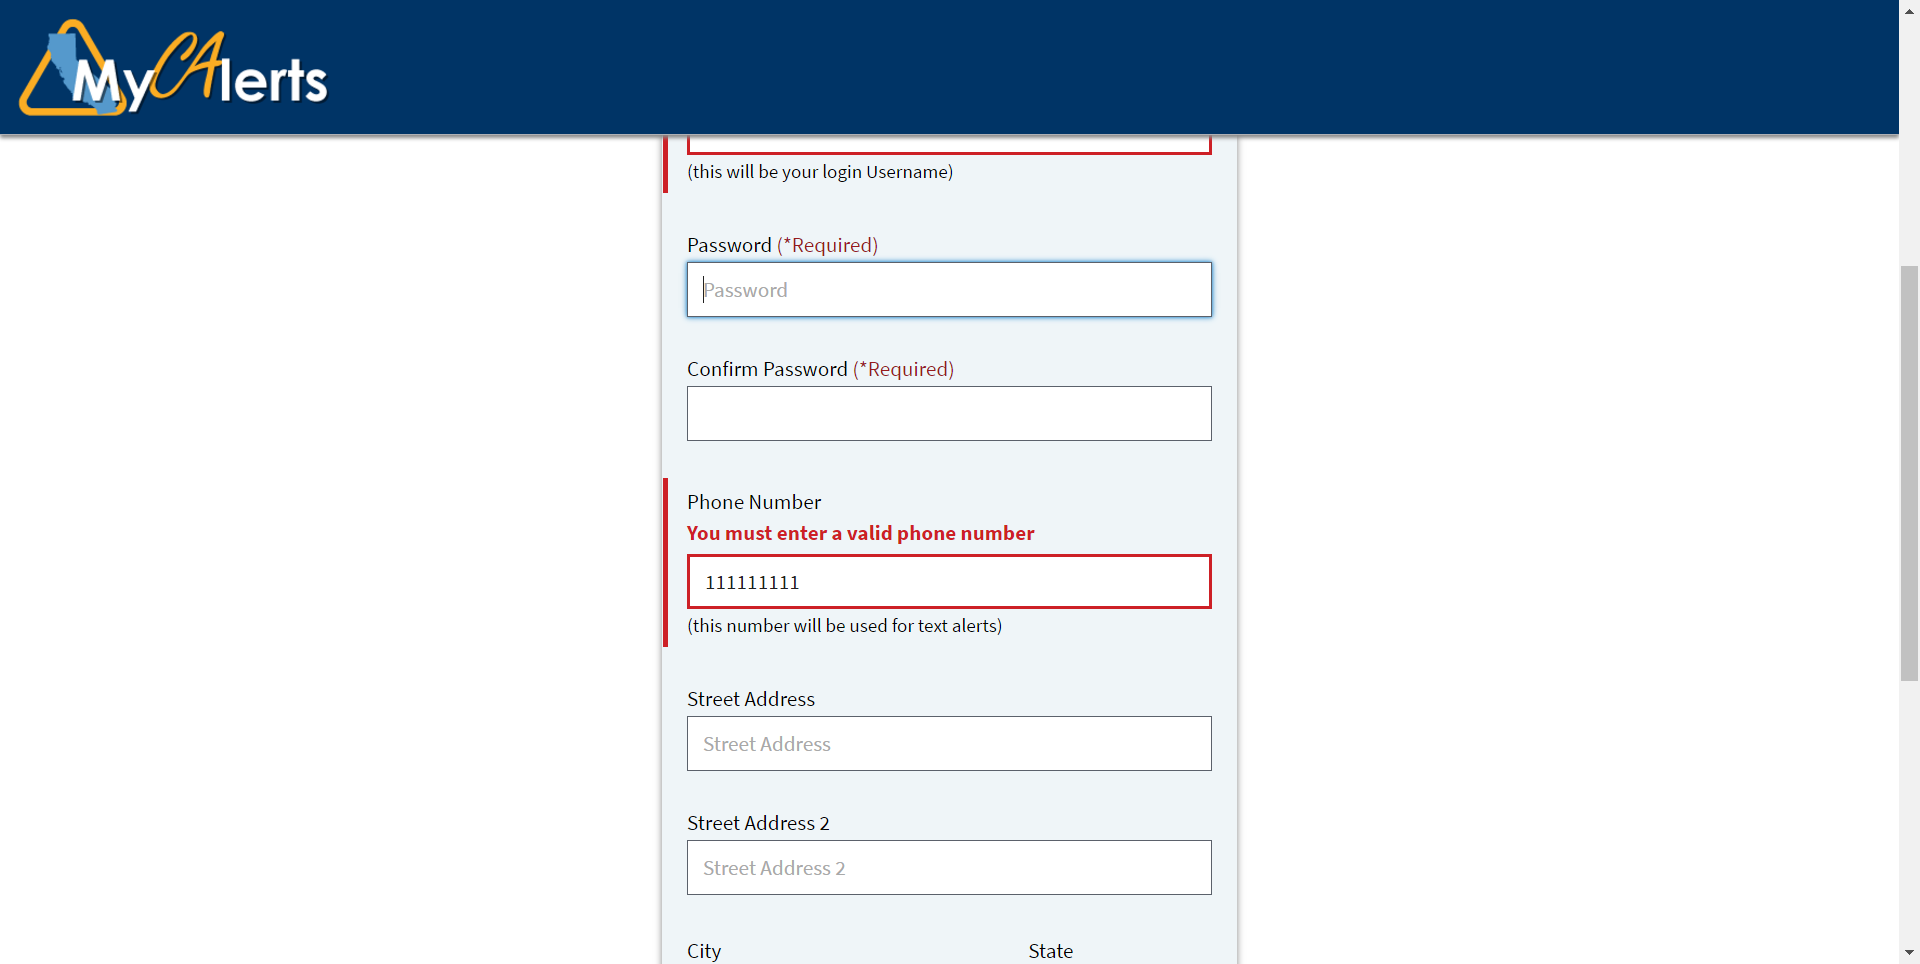 MyCAlerts
(this will be your login Username)
Password (*Required)
Password
Confirm Password (*Required)
Phone Number
You must enter a valid phone number
111111111
(this number will be used for text alerts)
Street Address
Street Address
Street Address 2
Street Address 2
City State